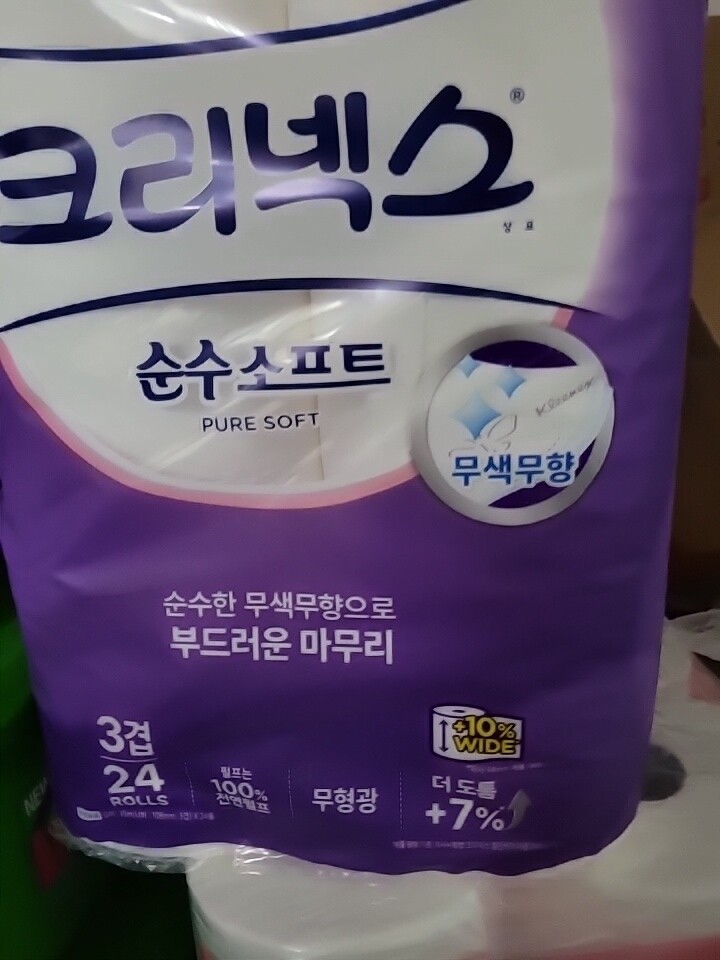 크리넥스®
상 표
순수소프트
PURE SOFT
Kleenex
무색무향
순수한 무색무향으로
부드러운 마무리
3겹
24
ROLLS
펄프는
100%
천연펄프
무형광
+10%
WIDE
더 도톰
+7%
NEW